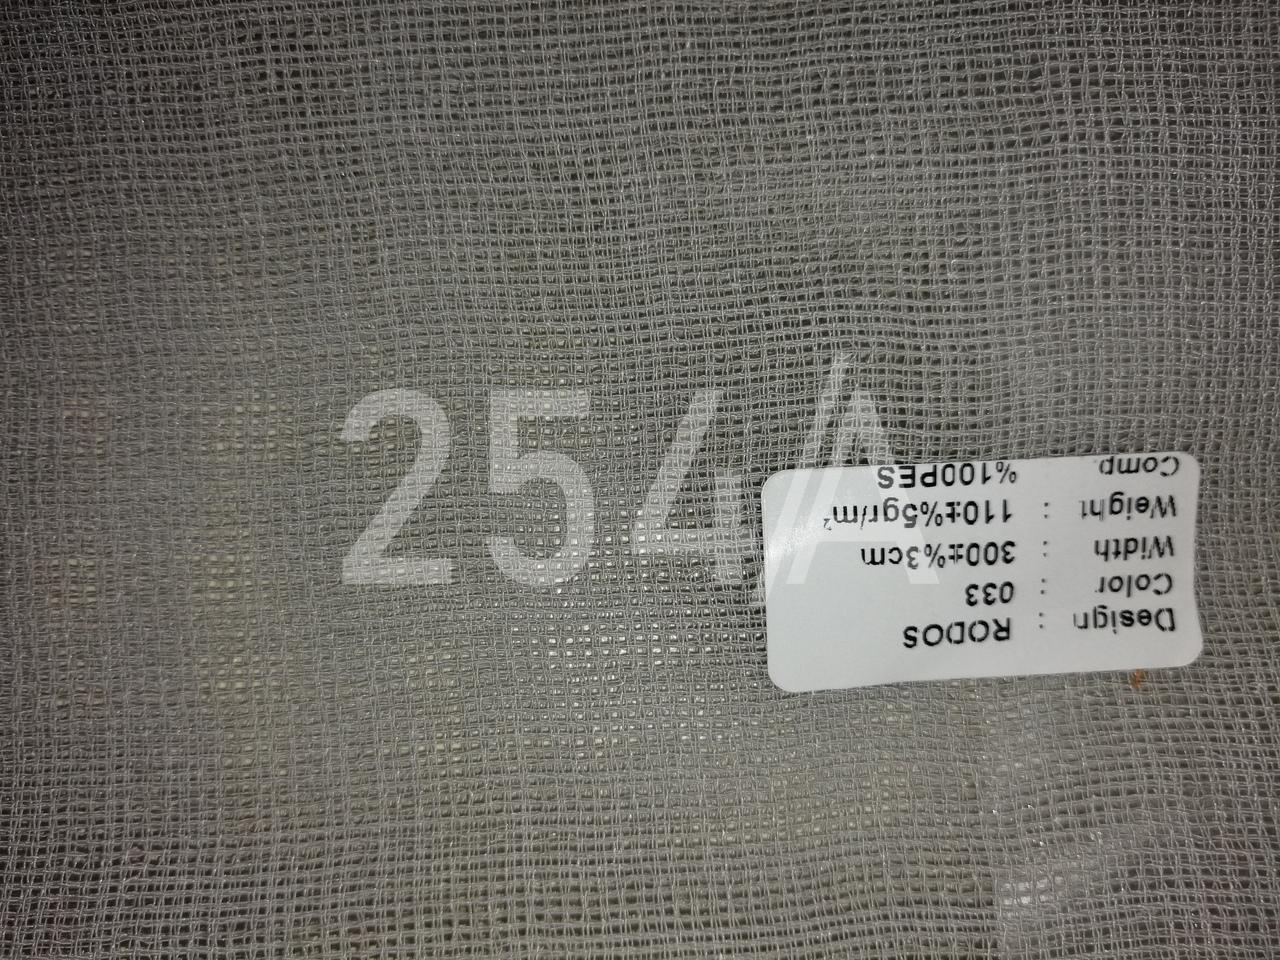 254/A
Design : RODOS
Color : 033
Width : 300±%3cm
Weight : 110±%5gr/m²
Comp. %100PES